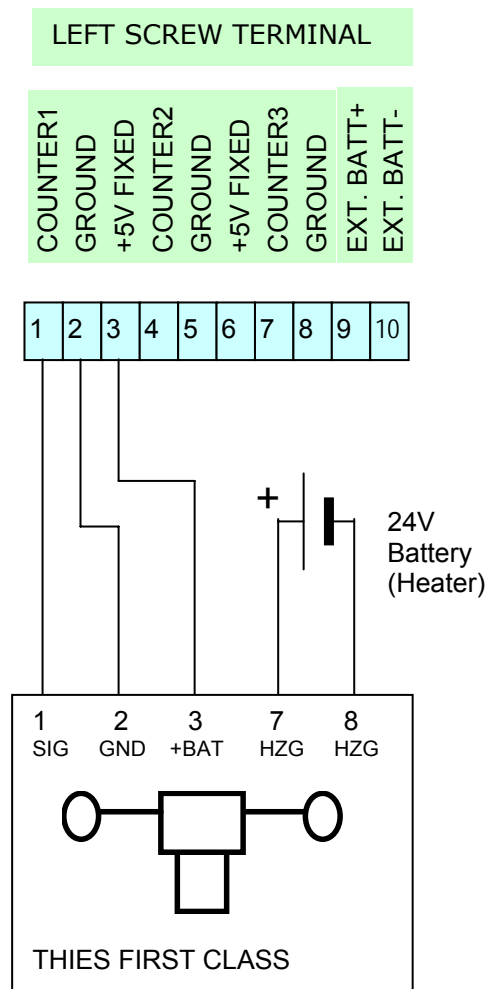 LEFT SCREW TERMINAL
COUNTER1
GROUND
+5V FIXED
COUNTER2
GROUND
+5V FIXED
COUNTER3
GROUND
EXT. BATT+
EXT. BATT-
1 2 3 4 5 6 7 8 9 10
+
24V
Battery
(Heater)
1 2 3 7 8
SIG GND +BAT HZG HZG
THIES FIRST CLASS